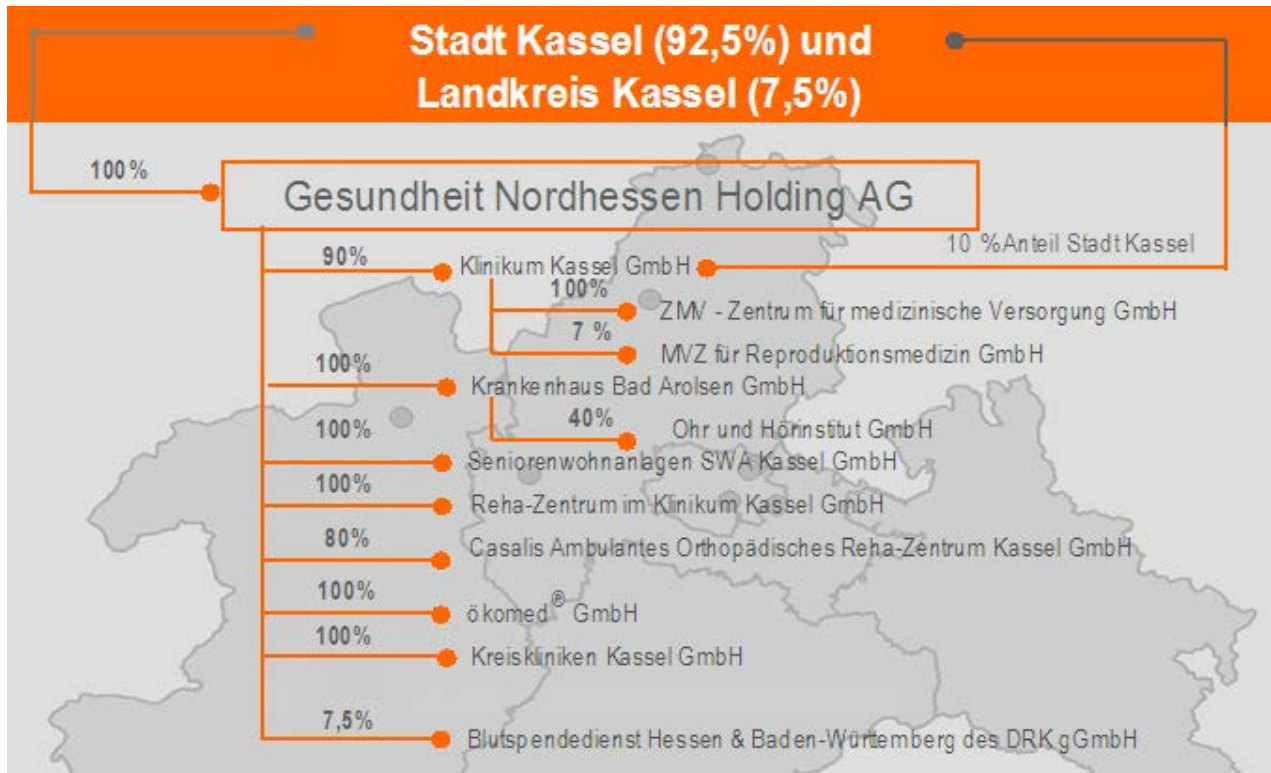 Stadt Kassel (92,5%) und
Landkreis Kassel (7,5%)
100%
Gesundheit Nordhessen Holding AG
10 %Anteil Stadt Kassel
90%
Klinikum Kassel GmbH
100%
ZMV - Zentrum für medizinische Versorgung GmbH
7 %
MVZ für Reproduktionsmedizin GmbH
100%
Krankenhaus Bad Arolsen GmbH
40%
Ohr und Hörinstitut GmbH
100%
Seniorenwohnanlagen SWA Kassel GmbH
100%
Reha-Zentrum im Klinikum Kassel GmbH
80%
Casalis Ambulantes Orthopädisches Reha-Zentrum Kassel GmbH
100%
ökomed® GmbH
100%
Kreiskliniken Kassel GmbH
7,5%
Blutspendedienst Hessen & Baden-Württemberg des DRK gGmbH